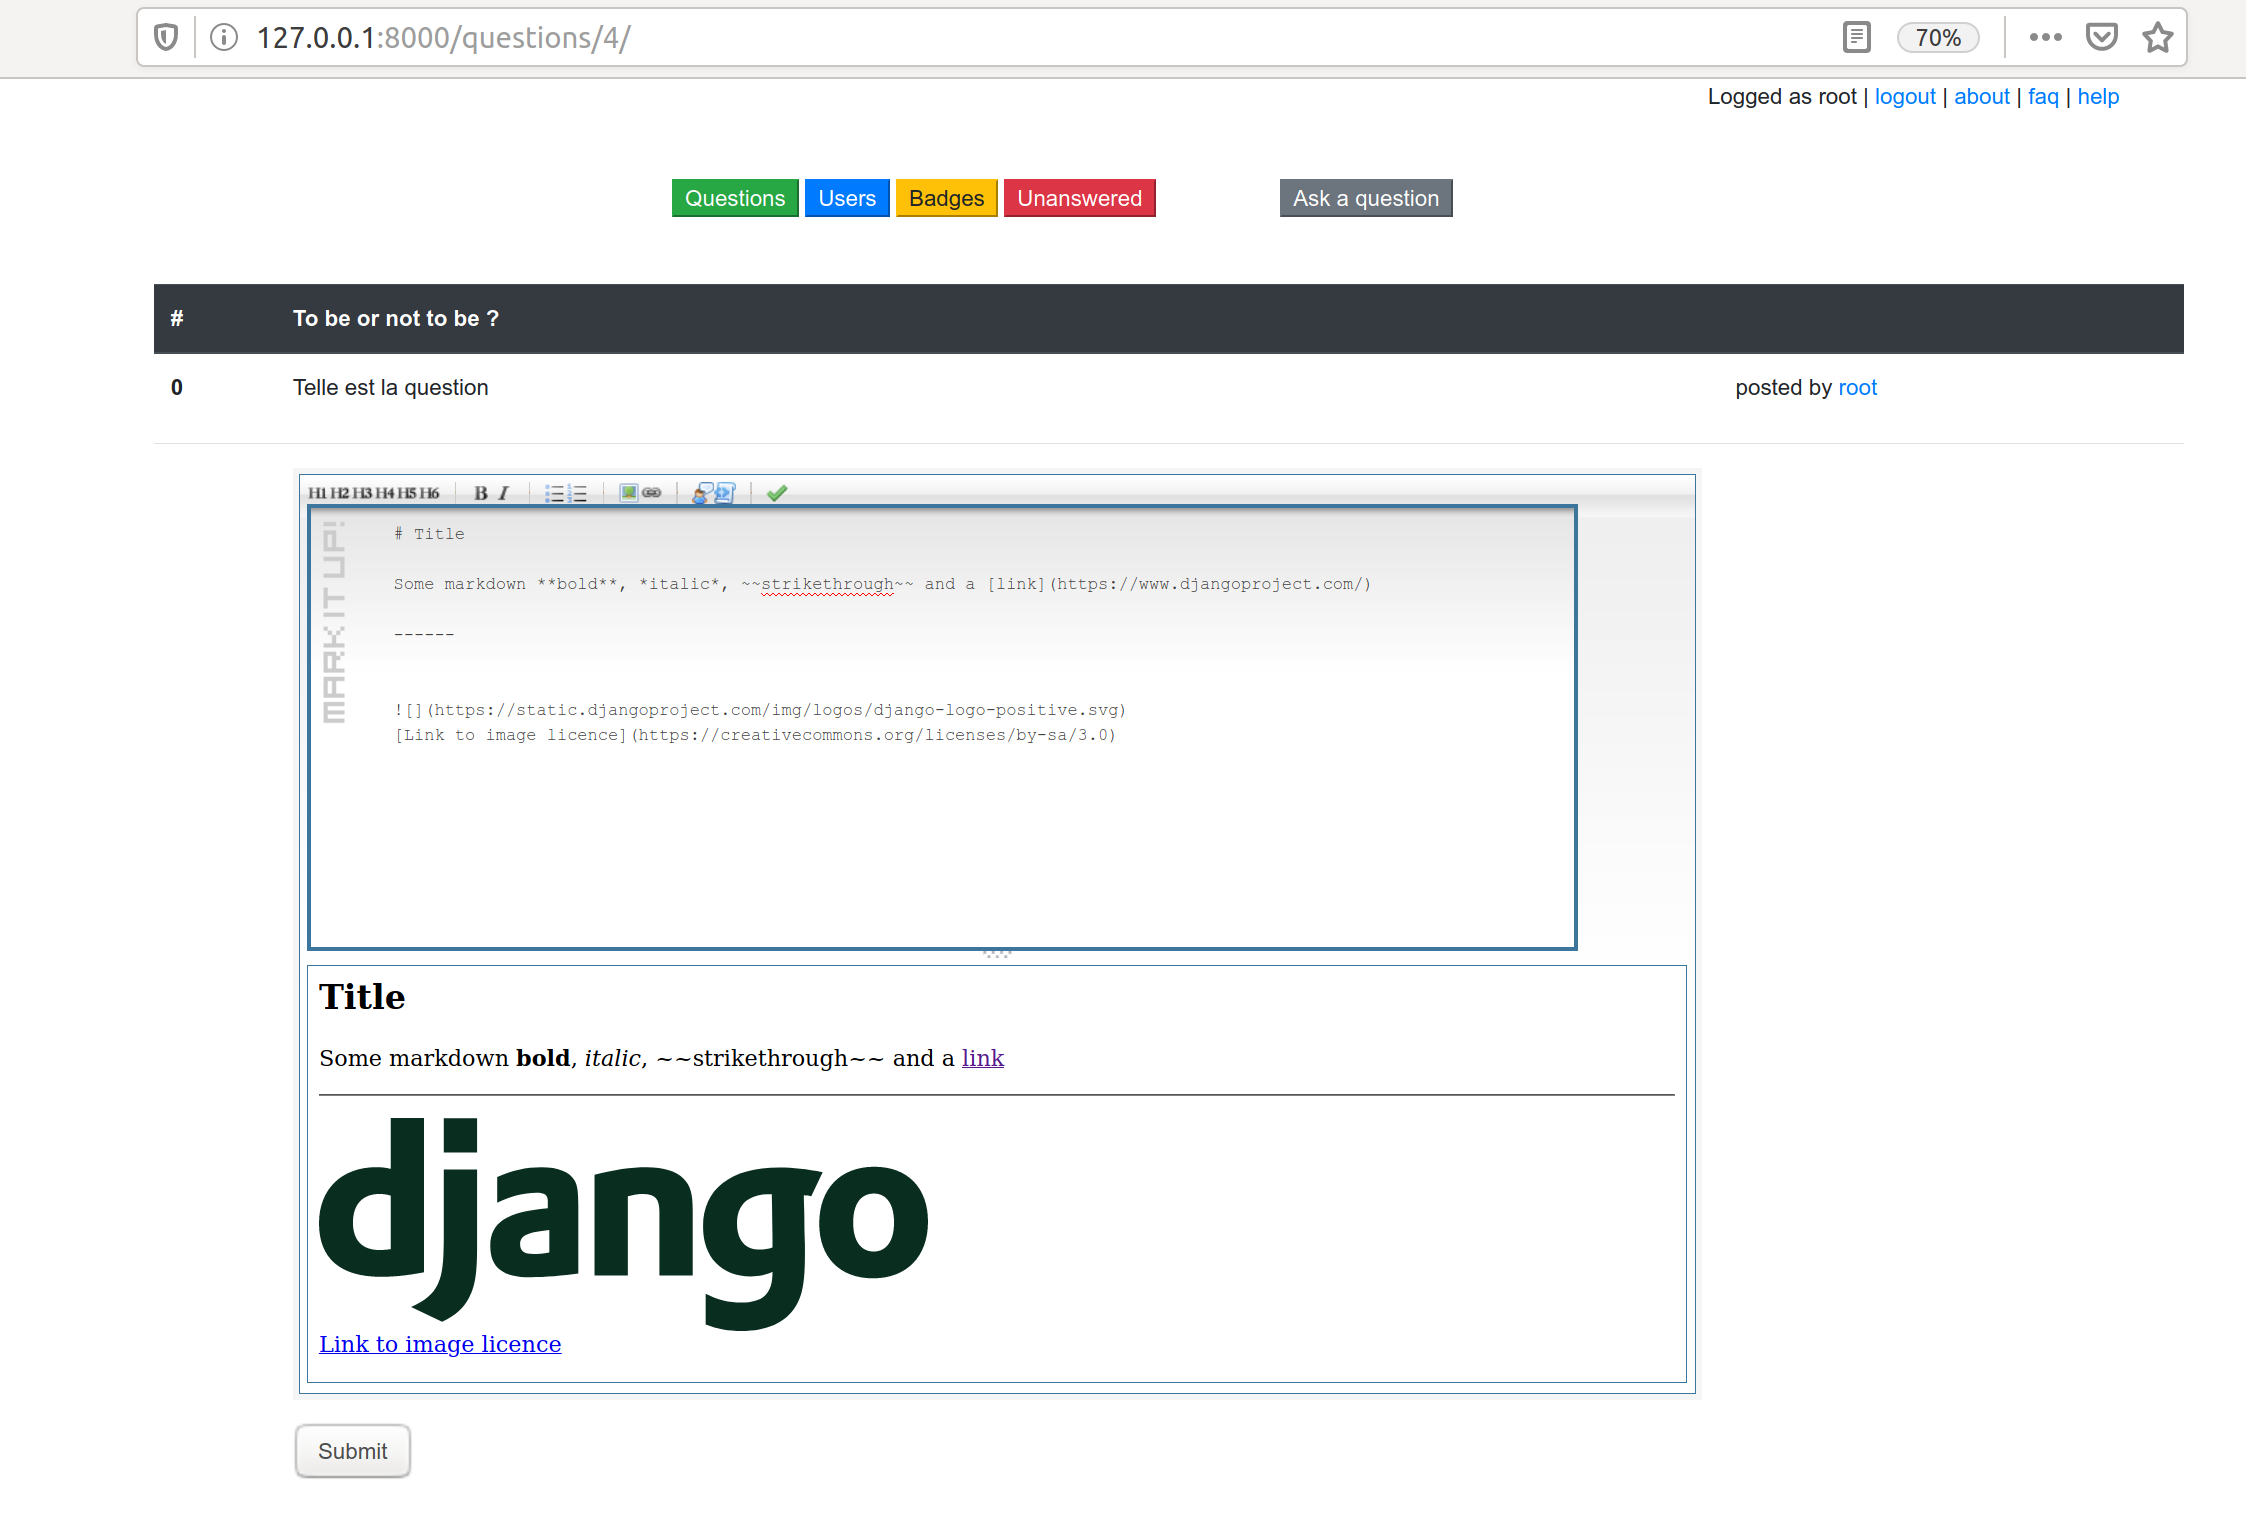 127.0.0.1:8000/questions/4/ 70%
Logged as root | logout | about | faq | help
Questions Users Badges Unanswered Ask a question
# To be or not to be ?
0 Telle est la question posted by root
H1 H2 H3 H4 H5 H6 B I
MARK IT UP!
# Title
Some markdown **bold**, *italic*, ~~strikethrough~~ and a [link](https://www.djangoproject.com/)
------
![](https://static.djangoproject.com/img/logos/django-logo-positive.svg)
[Link to image licence](https://creativecommons.org/licenses/by-sa/3.0)
Title
Some markdown bold, italic, ~~strikethrough~~ and a link
django
Link to image licence
Submit